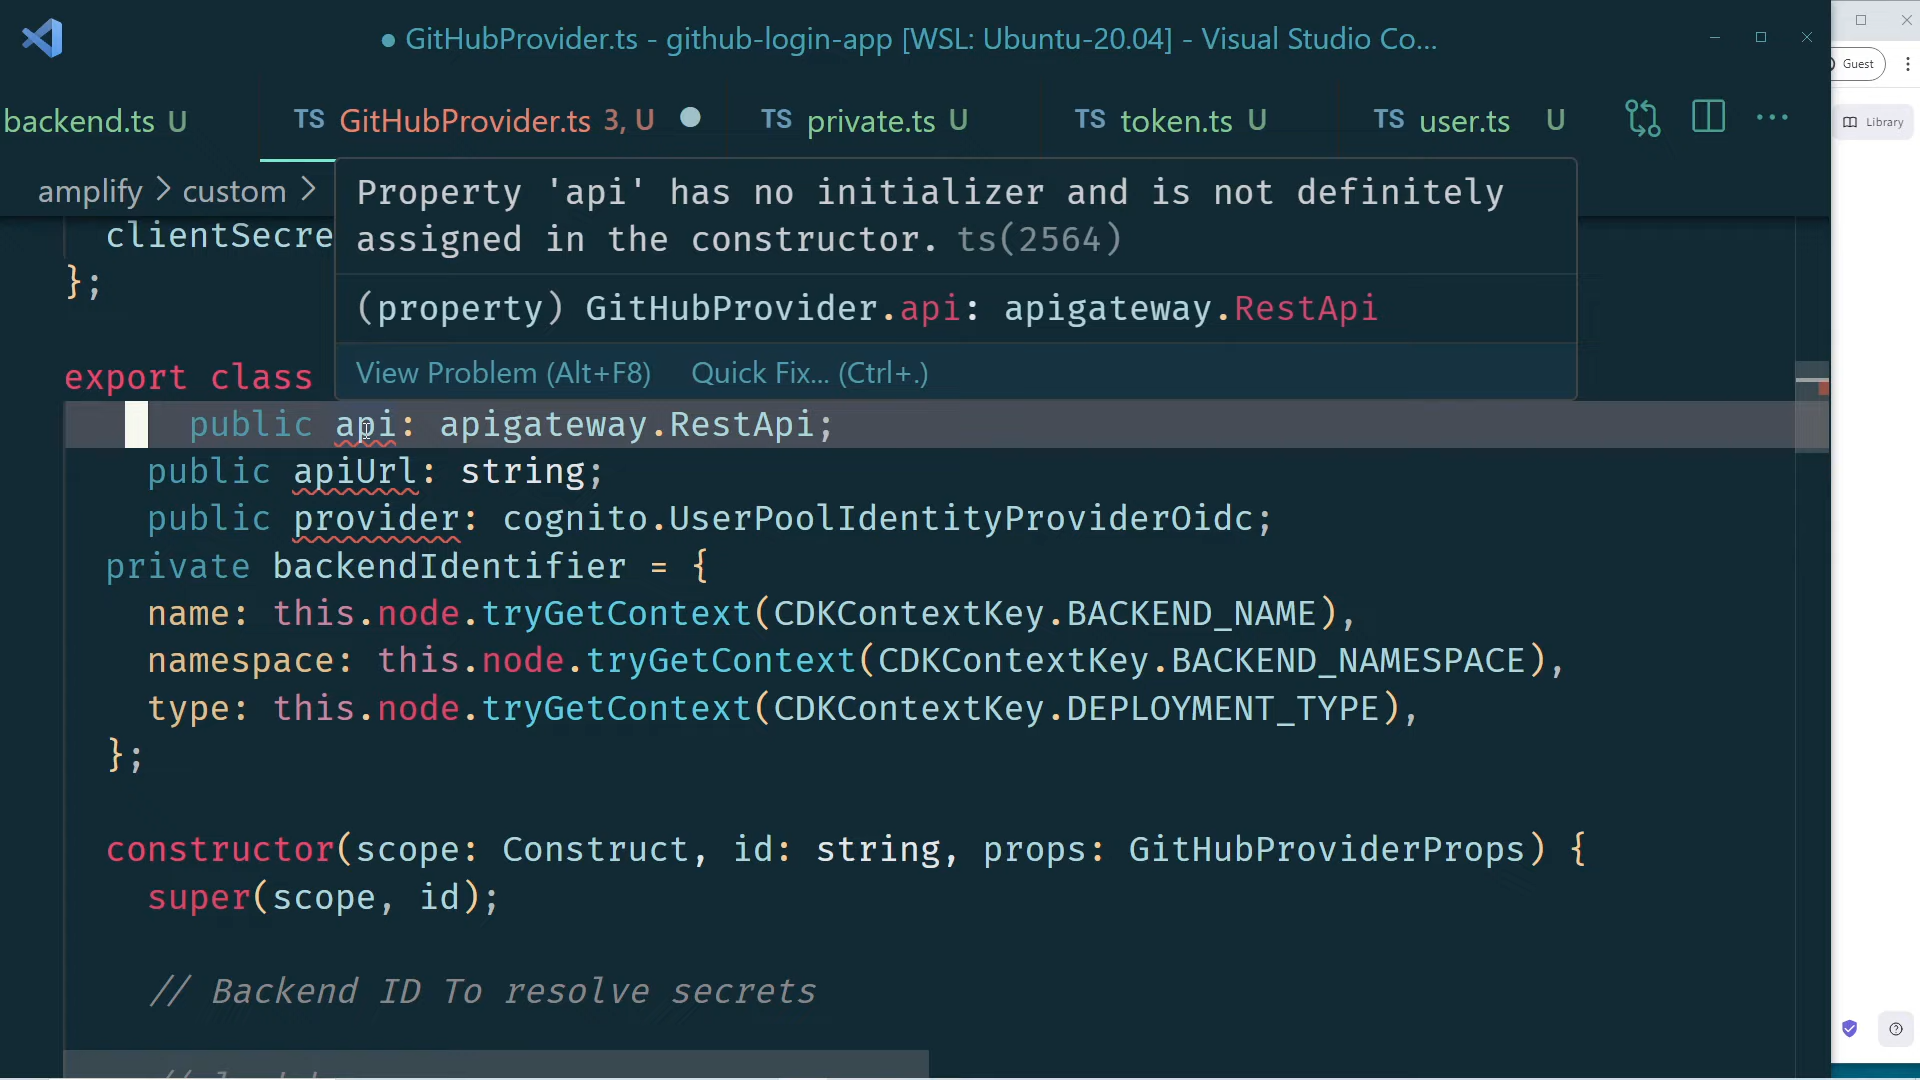 ● GitHubProvider.ts - github-login-app [WSL: Ubuntu-20.04] - Visual Studio Co...
Guest
backend.ts U
TS GitHubProvider.ts 3, U
TS private.ts U
TS token.ts U
TS user.ts U
Library
amplify > custom >
Property 'api' has no initializer and is not definitely
assigned in the constructor. ts(2564)
(property) GitHubProvider.api: apigateway.RestApi
View Problem (Alt+F8) Quick Fix... (Ctrl+.)
clientSecre
};
export class
public api: apigateway.RestApi;
public apiUrl: string;
public provider: cognito.UserPoolIdentityProviderOidc;
private backendIdentifier = {
name: this.node.tryGetContext(CDKContextKey.BACKEND_NAME),
namespace: this.node.tryGetContext(CDKContextKey.BACKEND_NAMESPACE),
type: this.node.tryGetContext(CDKContextKey.DEPLOYMENT_TYPE),
};
constructor(scope: Construct, id: string, props: GitHubProviderProps) {
super(scope, id);
// Backend ID To resolve secrets